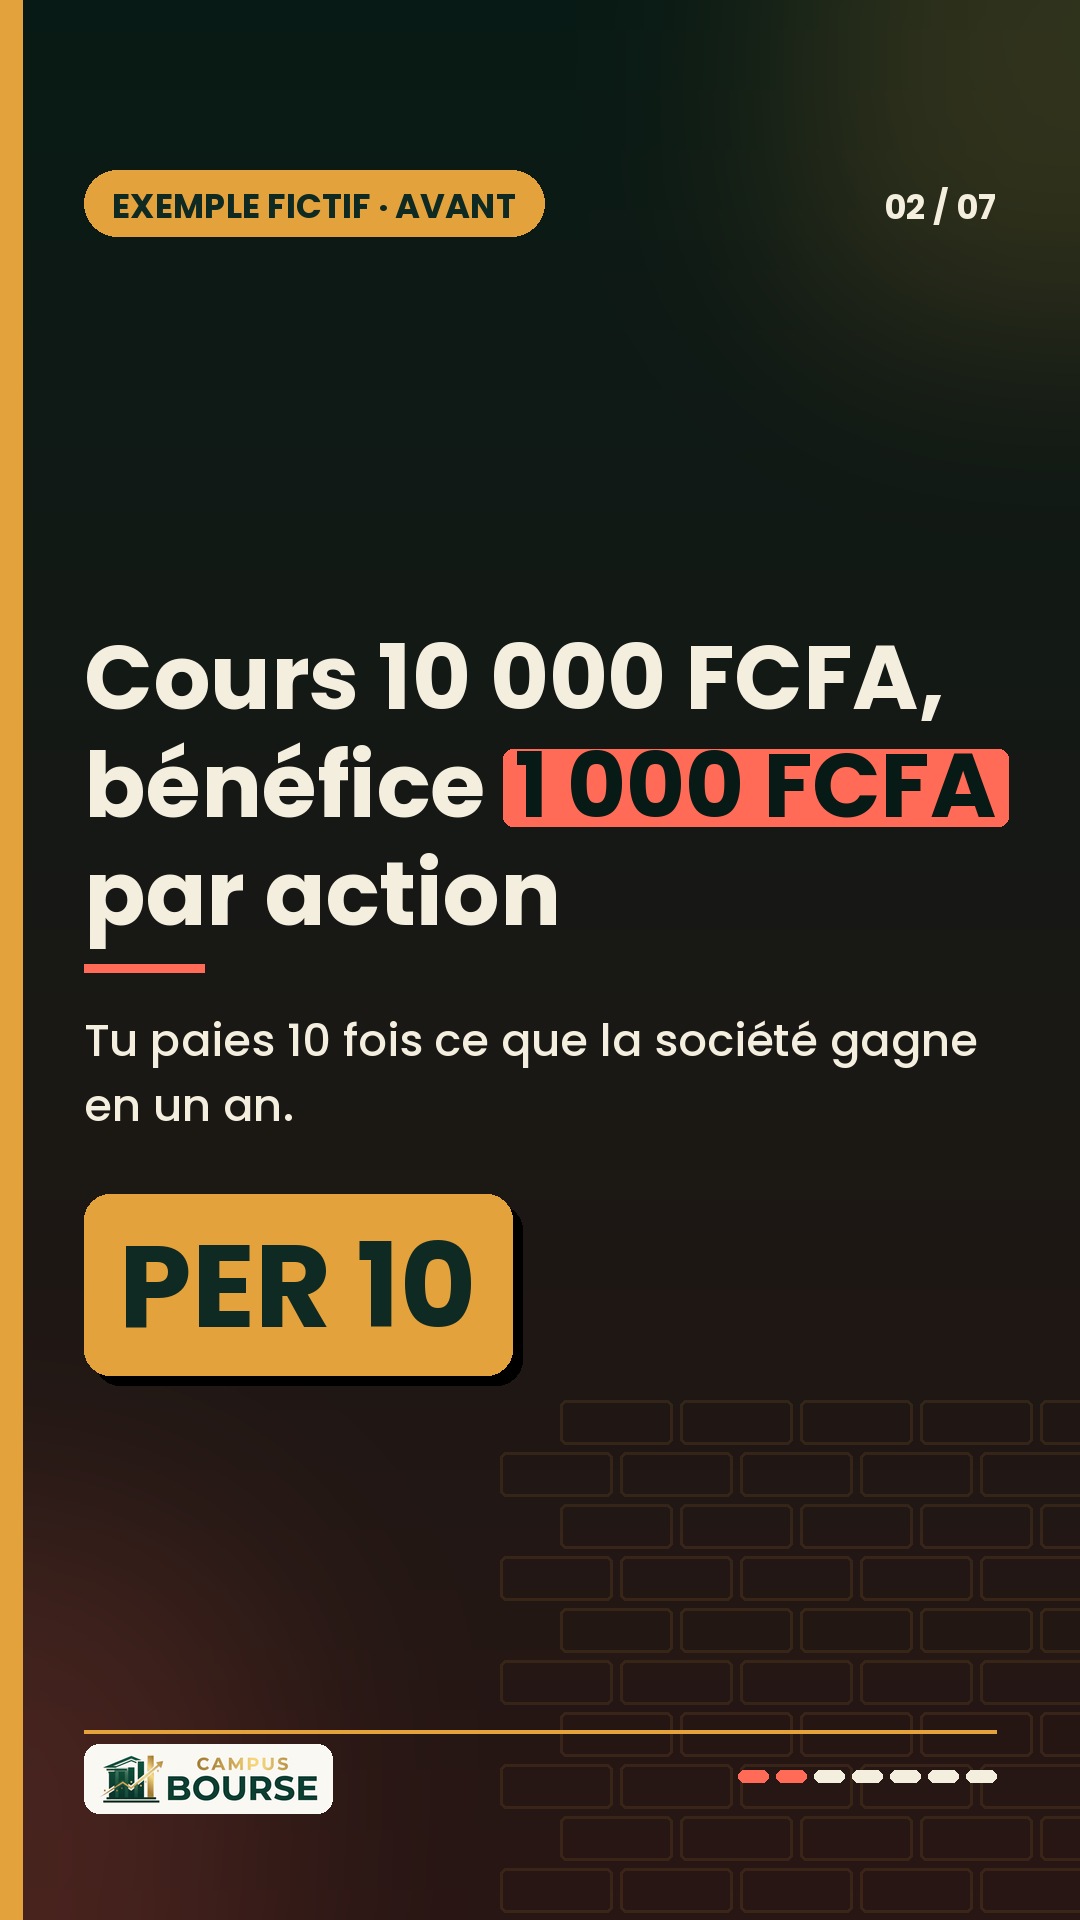 EXEMPLE FICTIF · AVANT
02 / 07
Cours 10 000 FCFA,
bénéfice 1 000 FCFA
par action
Tu paies 10 fois ce que la société gagne
en un an.
PER 10
CAMPUS
BOURSE